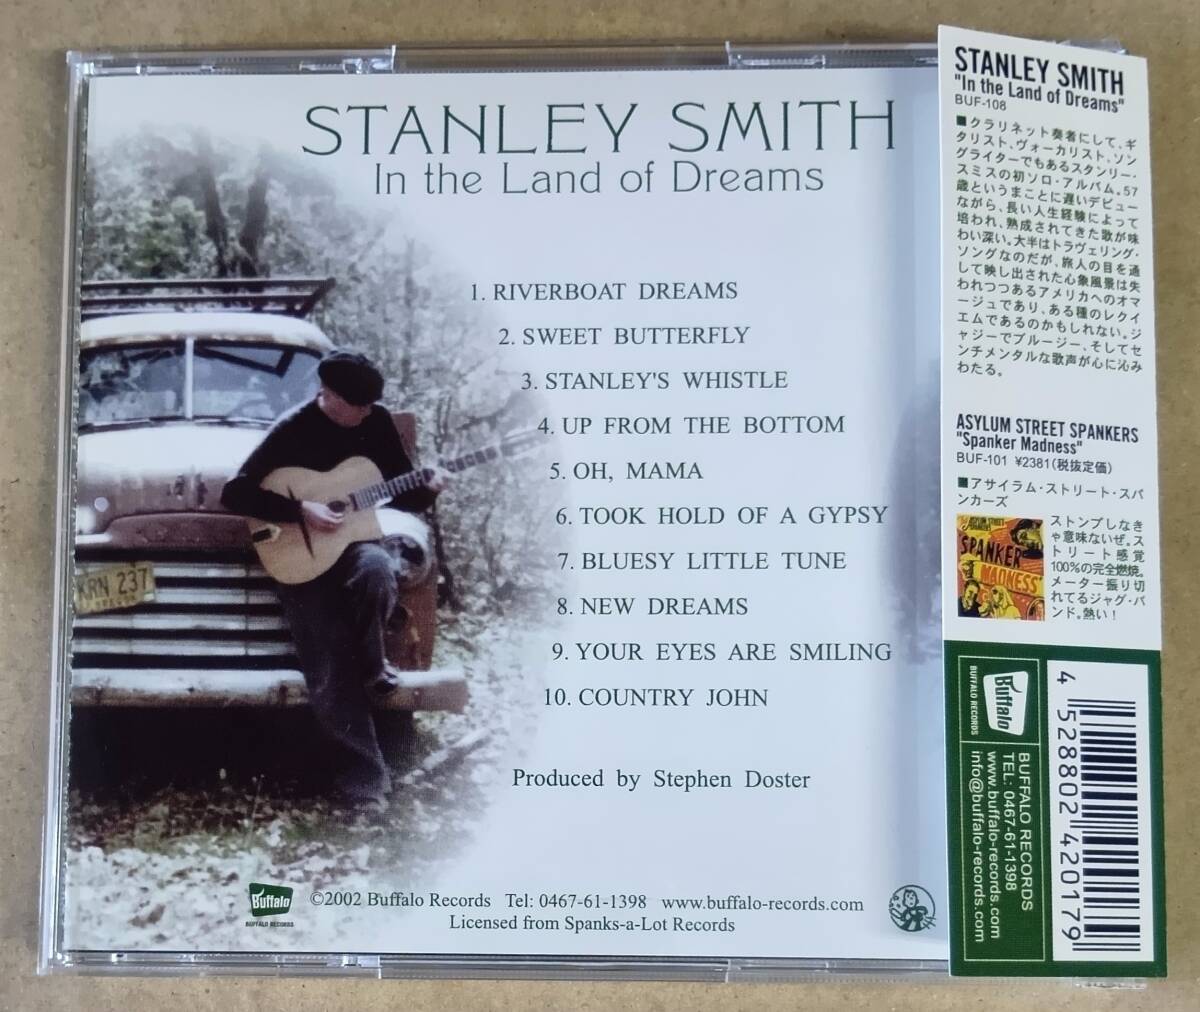 STANLEY SMITH
In the Land of Dreams
1. RIVERBOAT DREAMS
2. SWEET BUTTERFLY
3. STANLEY'S WHISTLE
4. UP FROM THE BOTTOM
5. OH, MAMA
6. TOOK HOLD OF A GYPSY
7. BLUESY LITTLE TUNE
8. NEW DREAMS
9. YOUR EYES ARE SMILING
10. COUNTRY JOHN
Produced by Stephen Doster
KRN 237
Buffalo
BUFFALO RECORDS
©2002 Buffalo Records Tel: 0467-61-1398 www.buffalo-records.com
Licensed from Spanks-a-Lot Records
STANLEY SMITH
"In the Land of Dreams"
BUF-108
■クラリネット奏者にして、ギ
タリスト、ヴォーカリスト、ソン
グライターでもあるスタンリー・
スミスの初ソロ・アルバム。57
歳というまことに遅いデビュー
ながら、長い人生経験によって
培われ、熟成されてきた歌が味
わい深い。大半はトラヴェリング・
ソングなのだが、旅人の目を通
して映し出された心象風景は失
われつつあるアメリカへのオマ
ージュであり、ある種のレクイ
エムであるのかもしれない。ジ
ャジーでブルージー、そしてセ
ンチメンタルな歌声が心に沁み
わたる。
ASYLUM STREET SPANKERS
"Spanker Madness"
BUF-101 ¥2381(税抜定価)
■アサイラム・ストリート・スパ
ンカーズ
ASYLUM STREET
SPANKERS
SPANKER
MADNESS
ストンプしなき
ゃ意味ないぜ。ス
トリート感覚
100%の完全燃焼。
メーター振り切
れてるジャグ・バ
ンド。熱い!
Buffalo
BUFFALO RECORDS
BUFFALO RECORDS
TEL: 0467-61-1398
www.buffalo-records.com
info@buffalo-records.com
4 528802 420179